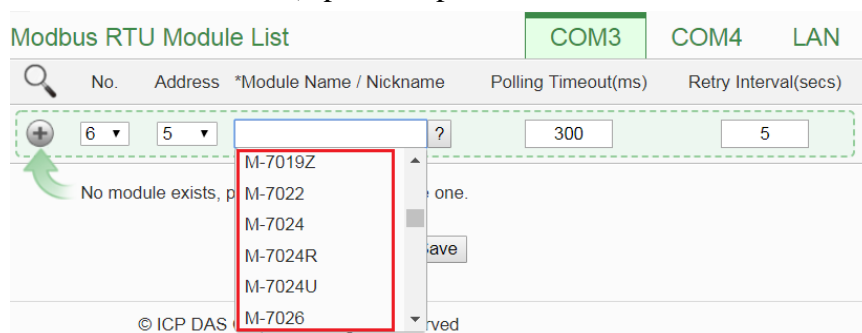 Modbus RTU Module List COM3 COM4 LAN
No. Address *Module Name / Nickname Polling Timeout(ms) Retry Interval(secs)
6 5 ? 300 5
M-7019Z
No module exists, p one.
M-7022
M-7024
M-7024R
ave
M-7024U
M-7026
© ICP DAS rved